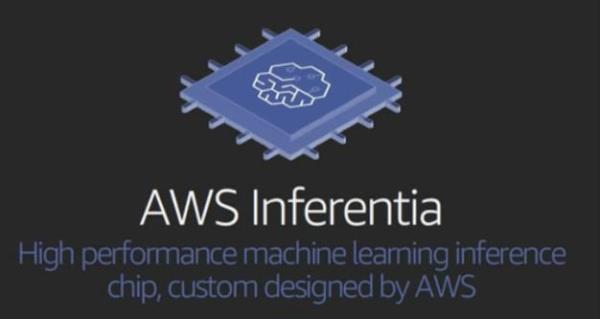 AWS Inferentia
High performance machine learning inference
chip, custom designed by AWS